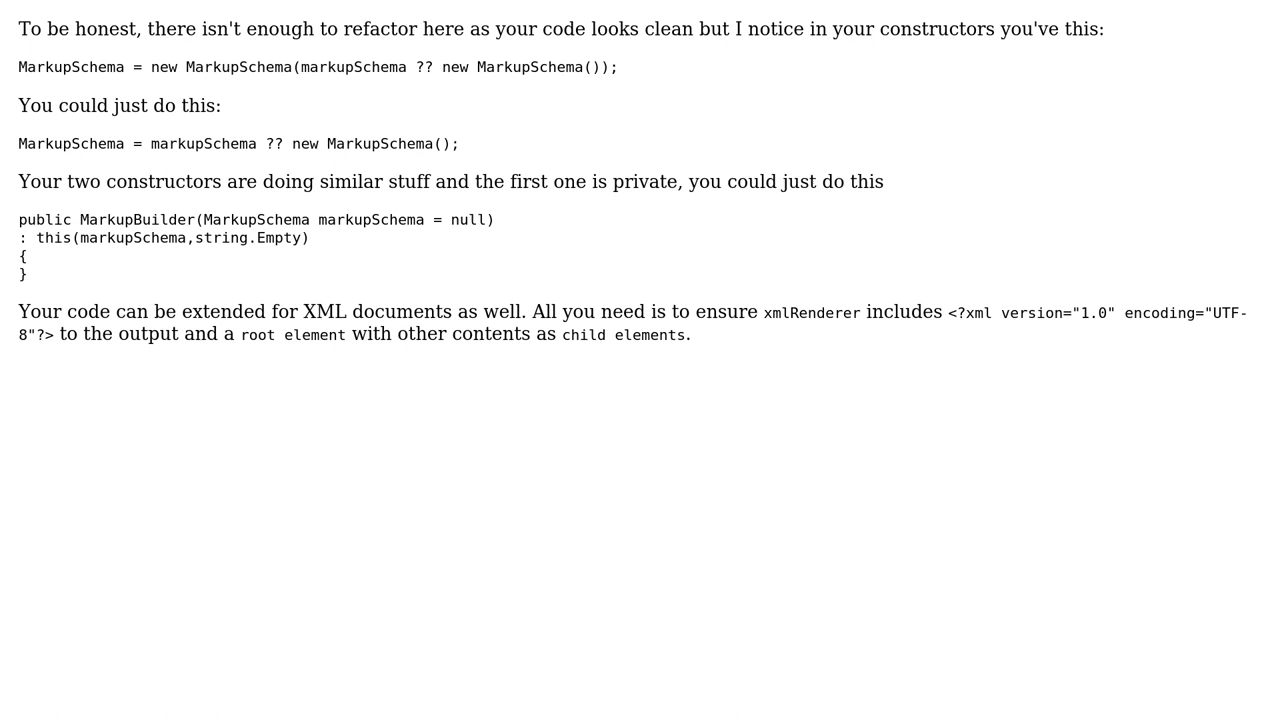 To be honest, there isn't enough to refactor here as your code looks clean but I notice in your constructors you've this:
MarkupSchema = new MarkupSchema(markupSchema ?? new MarkupSchema());
You could just do this:
MarkupSchema = markupSchema ?? new MarkupSchema();
Your two constructors are doing similar stuff and the first one is private, you could just do this
public MarkupBuilder(MarkupSchema markupSchema = null)
: this(markupSchema,string.Empty)
{
}
Your code can be extended for XML documents as well. All you need is to ensure xmlRenderer includes <?xml version="1.0" encoding="UTF-
8"?> to the output and a root element with other contents as child elements.